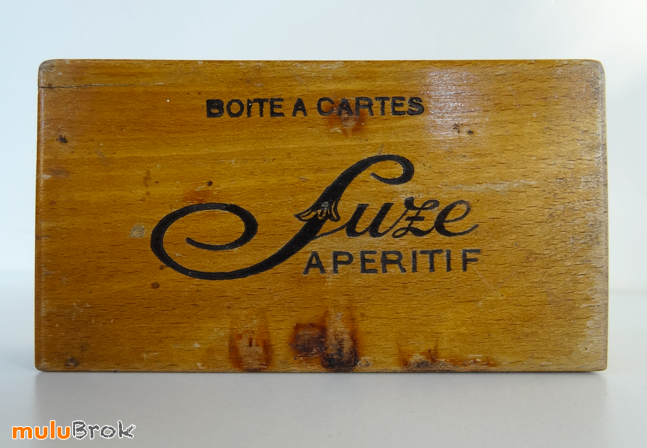 BOITE A CARTES
Suze
APERITIF
muluBrok